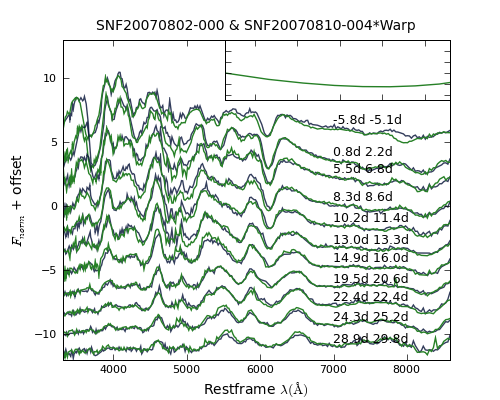 SNF20070802-000 & SNF20070810-004*Warp
10
5
0
−5
−10
F_norm + offset
-5.8d -5.1d
0.8d 2.2d
5.5d 6.8d
8.3d 8.6d
10.2d 11.4d
13.0d 13.3d
14.9d 16.0d
19.5d 20.6d
22.4d 22.4d
24.3d 25.2d
28.9d 29.8d
4000 5000 6000 7000 8000
Restframe λ(Å)